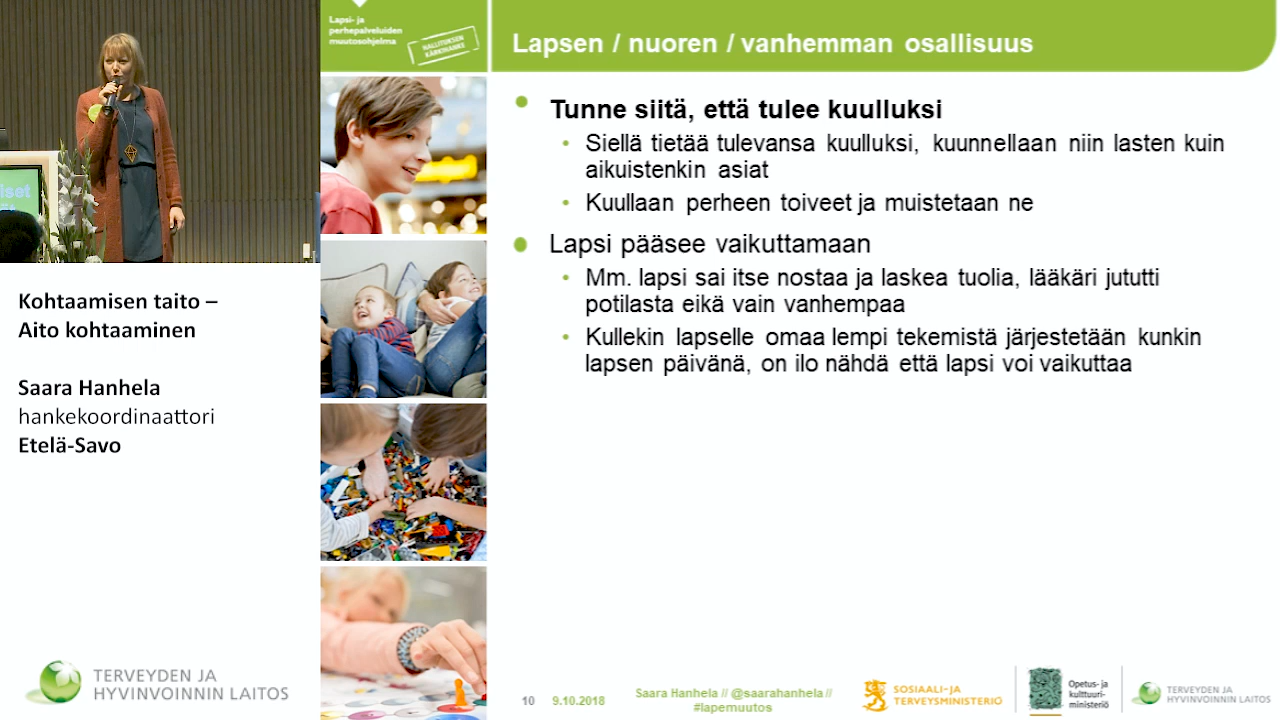 Lapsi- ja
perhepalveluiden
muutosohjelma
HALLITUKSEN
KÄRKIHANKE
Lapsen / nuoren / vanhemman osallisuus
• Tunne siitä, että tulee kuulluksi
• Siellä tietää tulevansa kuulluksi, kuunnellaan niin lasten kuin
aikuistenkin asiat
• Kuullaan perheen toiveet ja muistetaan ne
• Lapsi pääsee vaikuttamaan
• Mm. lapsi sai itse nostaa ja laskea tuolia, lääkäri jututti
potilasta eikä vain vanhempaa
• Kullekin lapselle omaa lempi tekemistä järjestetään kunkin
lapsen päivänä, on ilo nähdä että lapsi voi vaikuttaa
Kohtaamisen taito –
Aito kohtaaminen
Saara Hanhela
hankekoordinaattori
Etelä-Savo
TERVEYDEN JA
HYVINVOINNIN LAITOS
10 9.10.2018
Saara Hanhela // @saarahanhela //
#lapemuutos
SOSIAALI- JA
TERVEYSMINISTERIÖ
Opetus- ja
kulttuuri-
ministeriö
TERVEYDEN JA
HYVINVOINNIN LAITOS